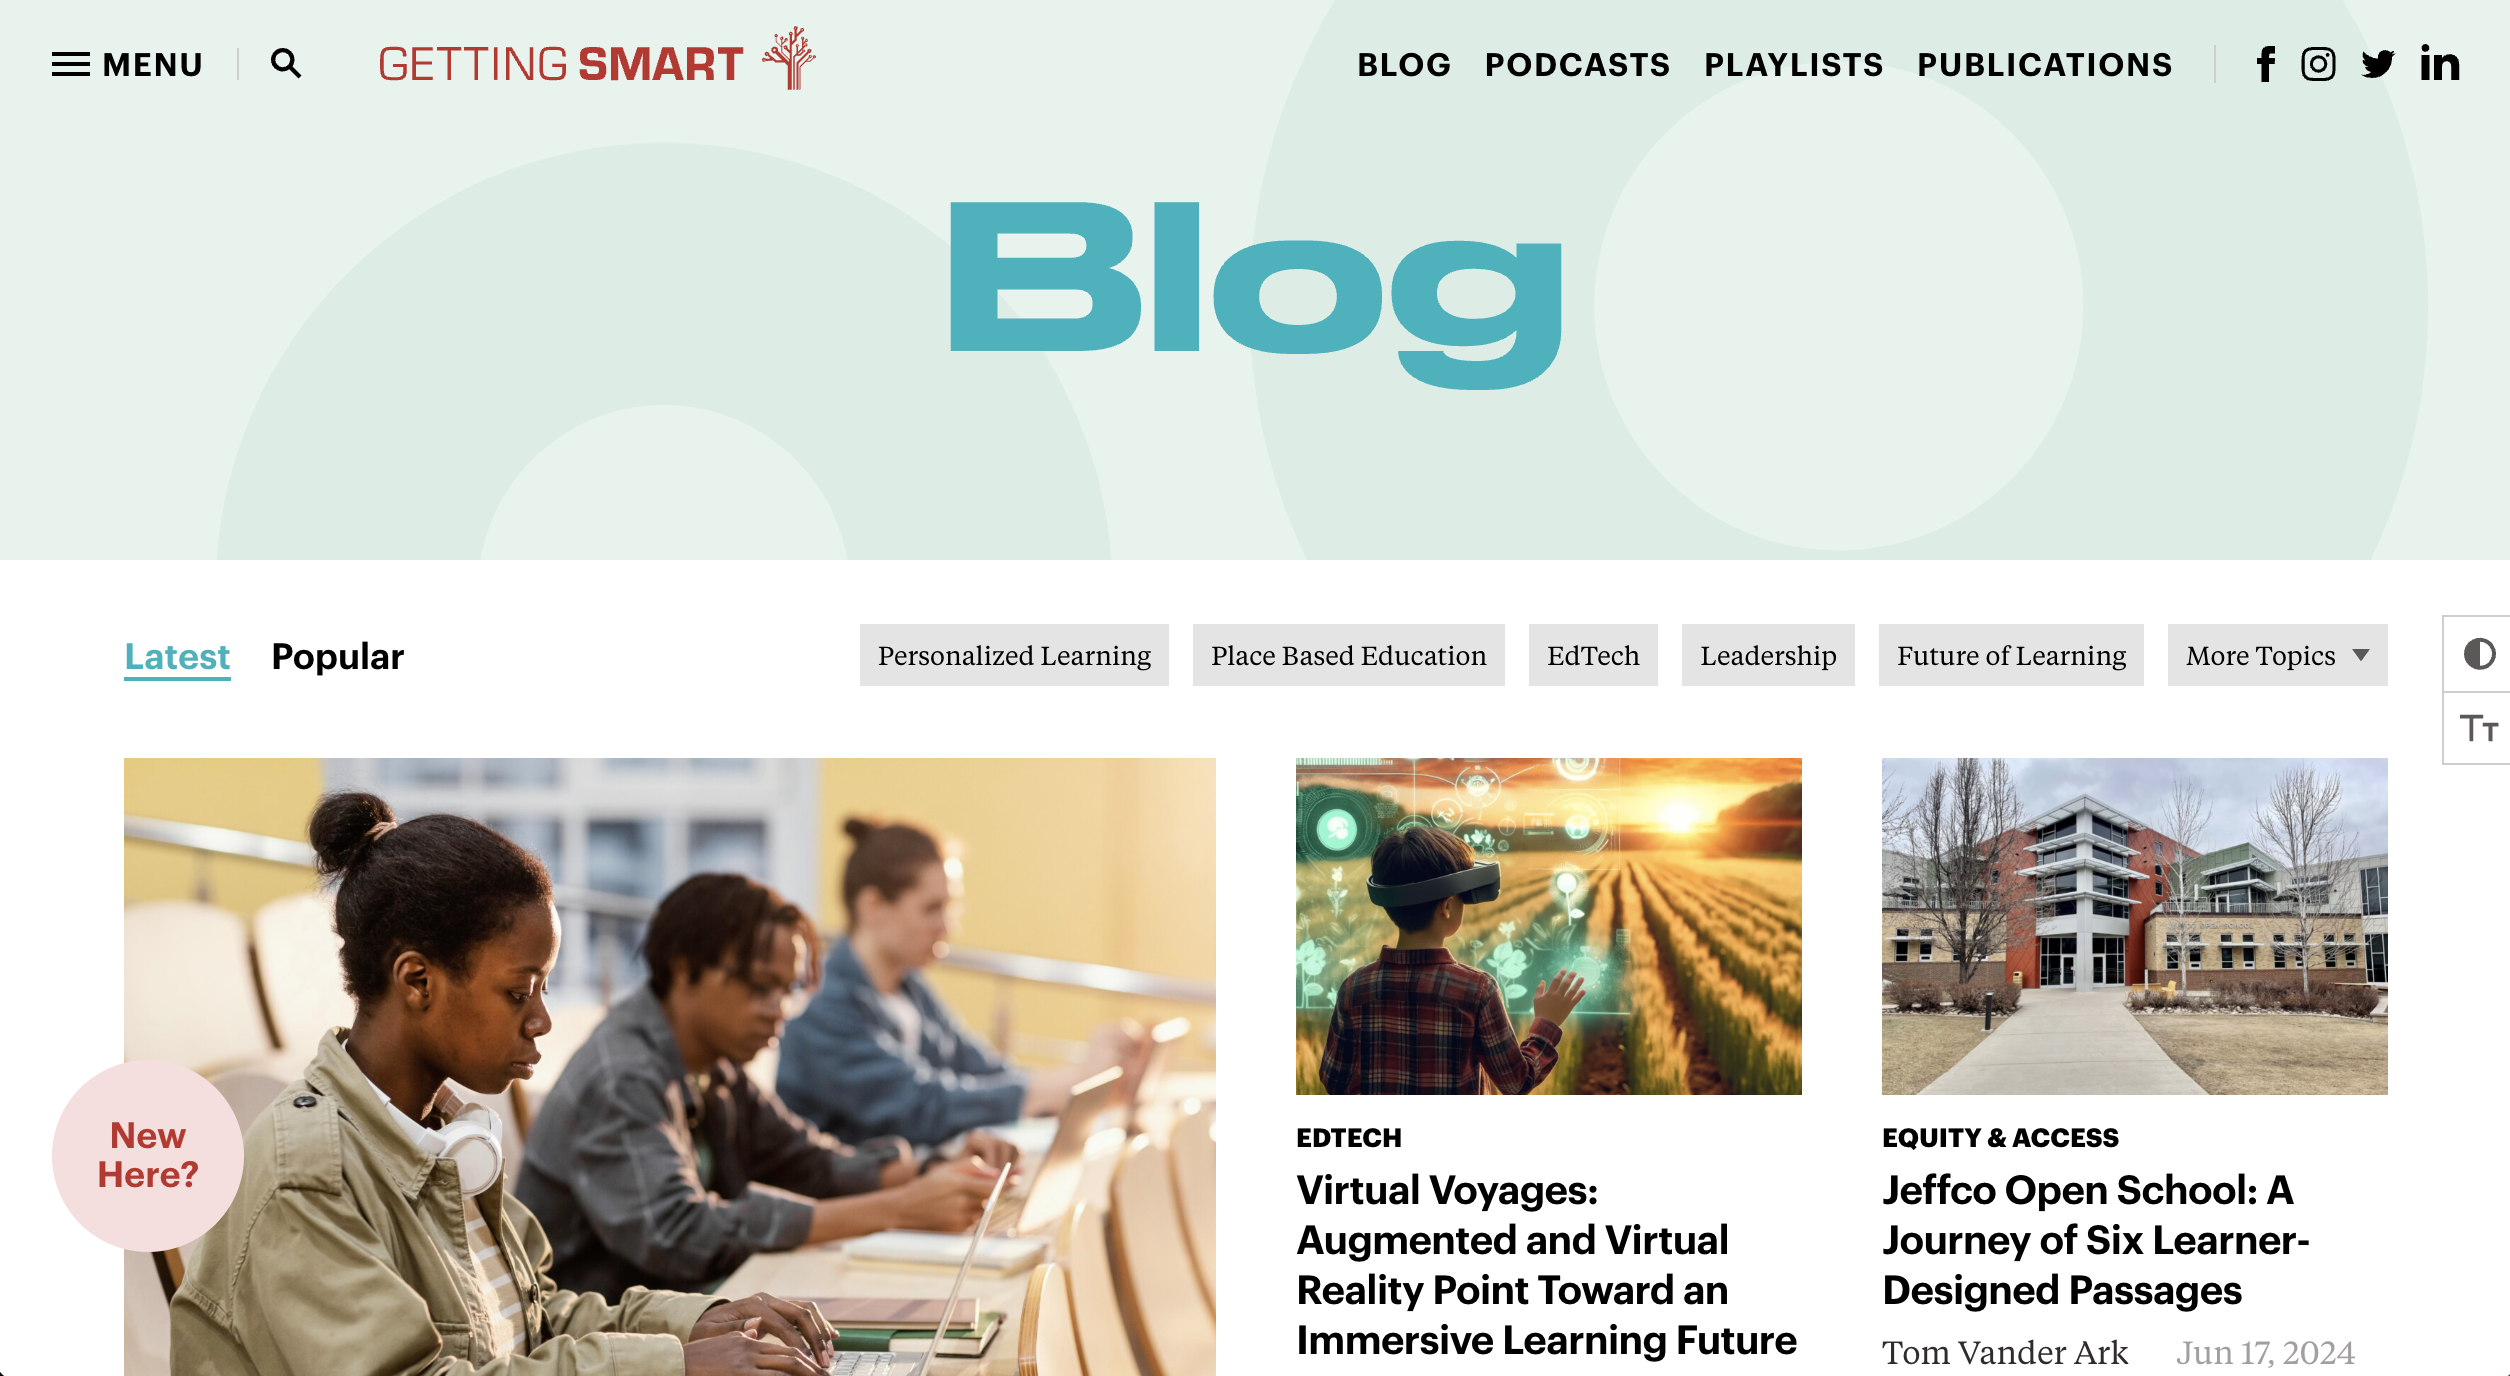 MENU
GETTING SMART
BLOG PODCASTS PLAYLISTS PUBLICATIONS
Blog
Latest Popular
Personalized Learning Place Based Education EdTech Leadership Future of Learning More Topics
Tт
New
Here?
EDTECH
Virtual Voyages:
Augmented and Virtual
Reality Point Toward an
Immersive Learning Future
EQUITY & ACCESS
Jeffco Open School: A
Journey of Six Learner-
Designed Passages
Tom Vander Ark Jun 17, 2024